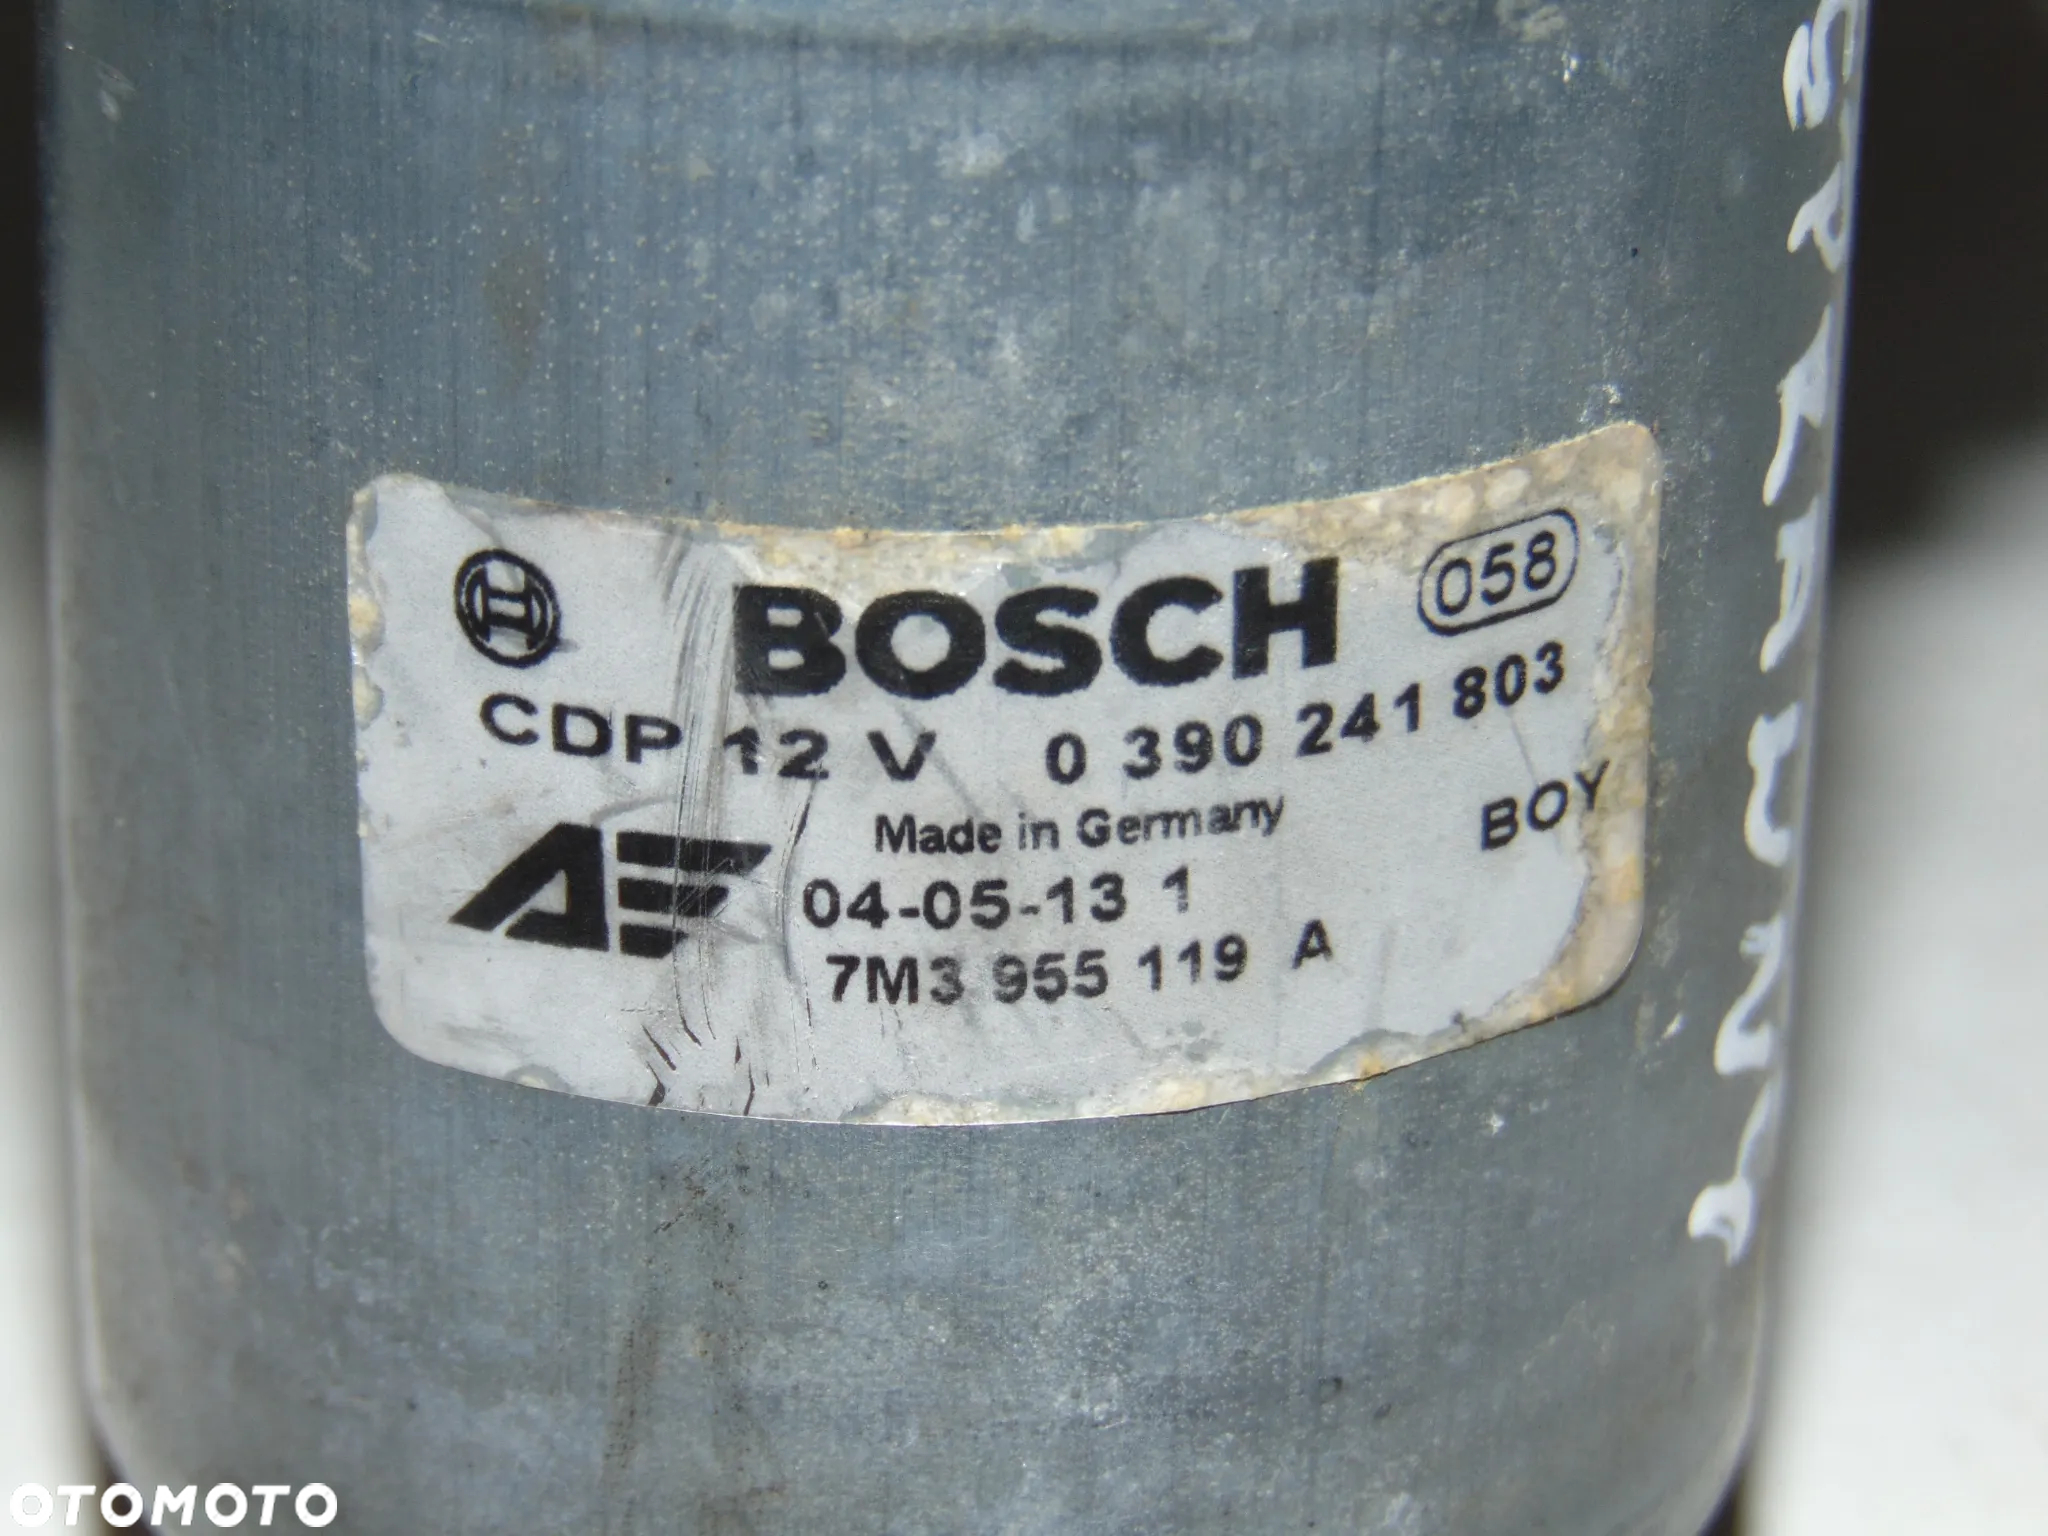 BOSCH 058
CDP 12 V 0 390 241 803
Made in Germany BOY
04-05-13 1
7M3 955 119 A
OTOMOTO